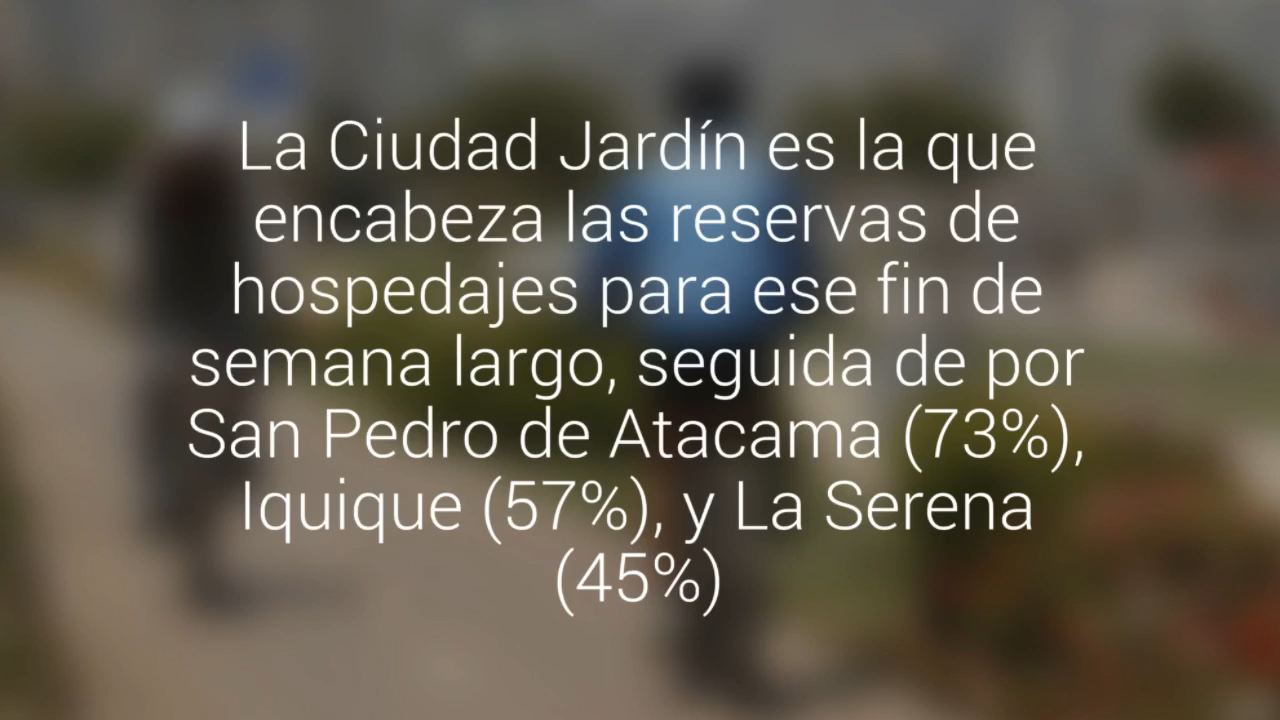 La Ciudad Jardín es la que
encabeza las reservas de
hospedajes para ese fin de
semana largo, seguida de por
San Pedro de Atacama (73%),
Iquique (57%), y La Serena
(45%)